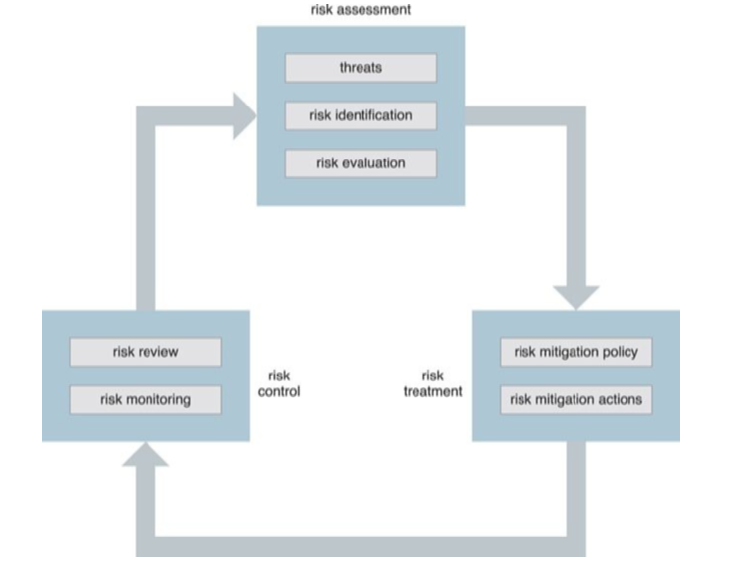 risk assessment
threats
risk identification
risk evaluation
risk review
risk monitoring
risk
control
risk
treatment
risk mitigation policy
risk mitigation actions